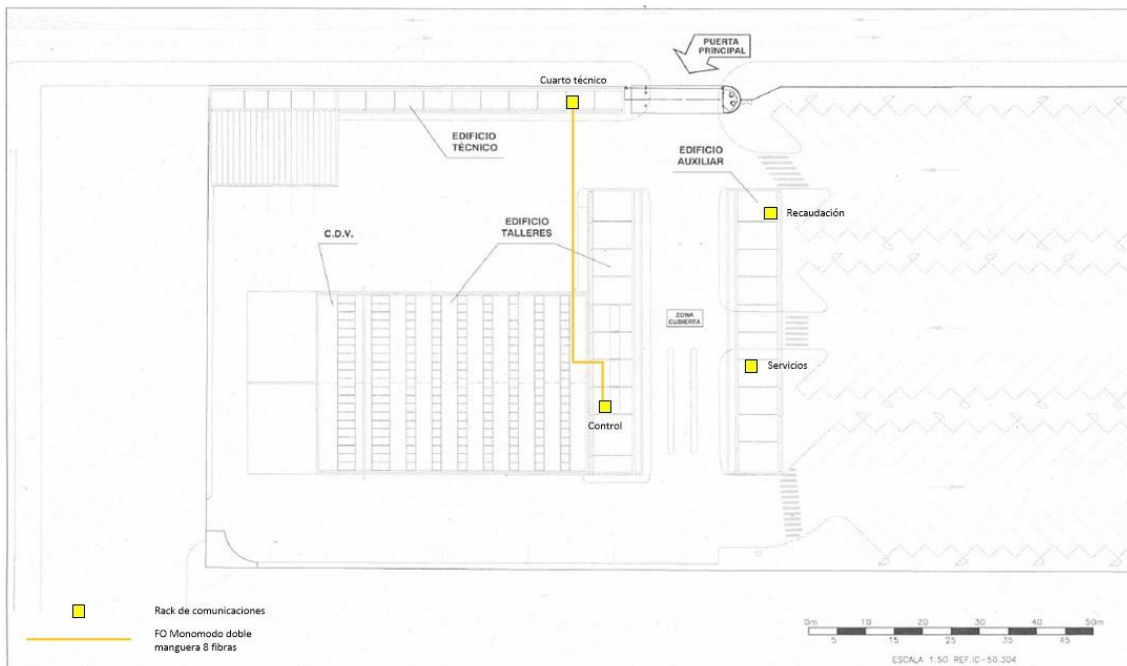 PUERTA
PRINCIPAL
Cuarto técnico
EDIFICIO
TÉCNICO
EDIFICIO
AUXILIAR
Recaudación
EDIFICIO
TALLERES
C.D.V.
ZONA
CUBIERTA
Servicios
Control
Rack de comunicaciones
FO Monomodo doble
manguera 8 fibras
0m 10 20 30 40 50m
5 15 25 35 45
ESCALA 1:50 REF.IC-50.304